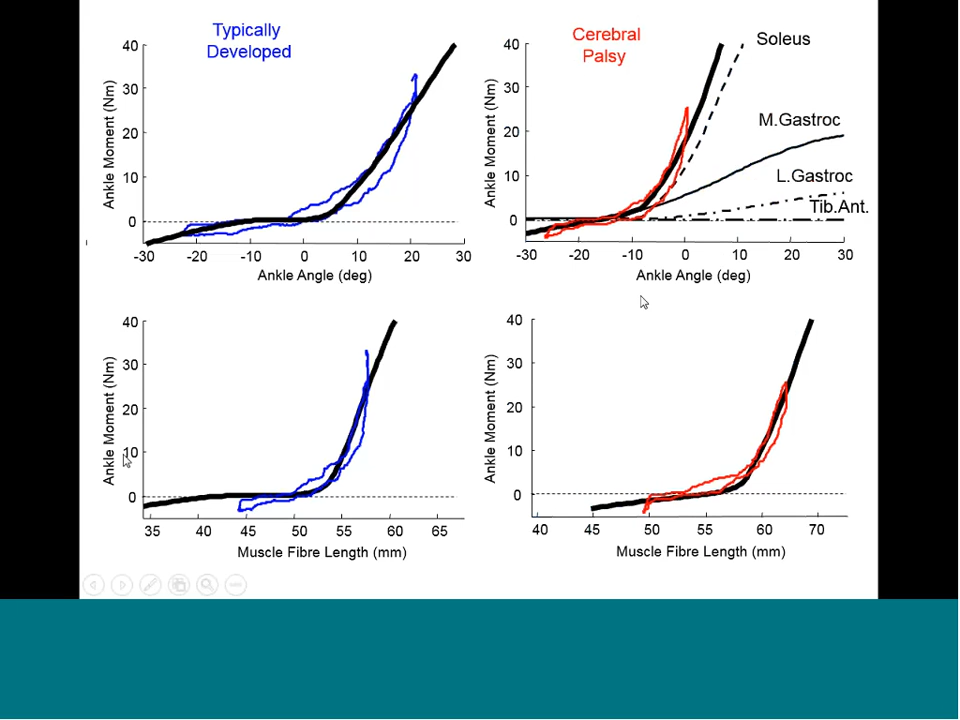 Typically
Developed
40
30
20
10
0
Ankle Moment (Nm)
-30 -20 -10 0 10 20 30
Ankle Angle (deg)
Cerebral
Palsy
Soleus
M.Gastroc
L.Gastroc
Tib.Ant.
40
30
20
10
0
Ankle Moment (Nm)
-30 -20 -10 0 10 20 30
Ankle Angle (deg)
40
30
20
10
0
Ankle Moment (Nm)
35 40 45 50 55 60 65
Muscle Fibre Length (mm)
40
30
20
10
0
Ankle Moment (Nm)
40 45 50 55 60 70
Muscle Fibre Length (mm)